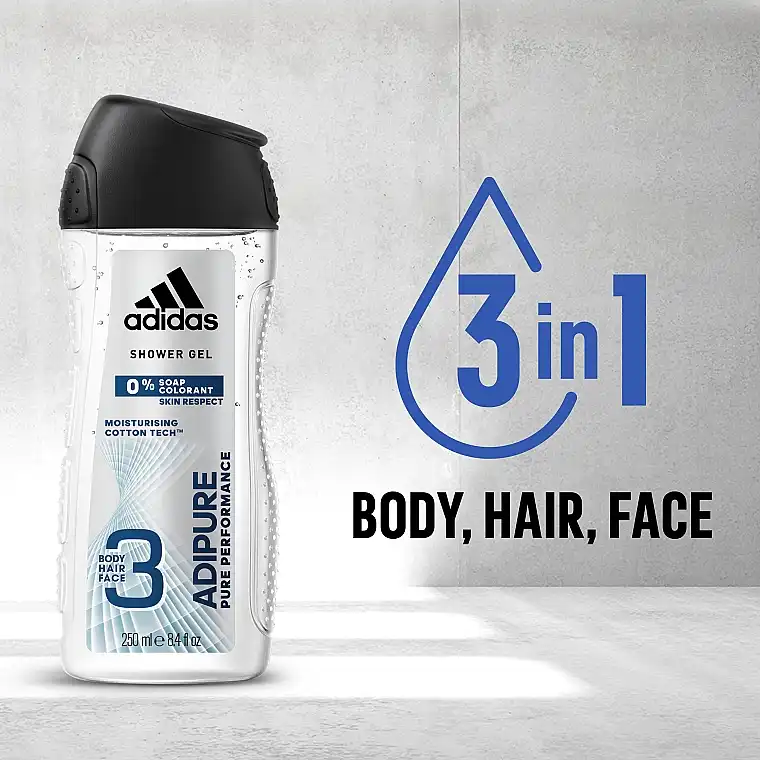 adidas
SHOWER GEL
0% SOAP
COLORANT
SKIN RESPECT
MOISTURISING
COTTON TECH™
ADIPURE
PURE PERFORMANCE
3
BODY
HAIR
FACE
250 ml ℮ 8.4 fl oz
3 in 1
BODY, HAIR, FACE